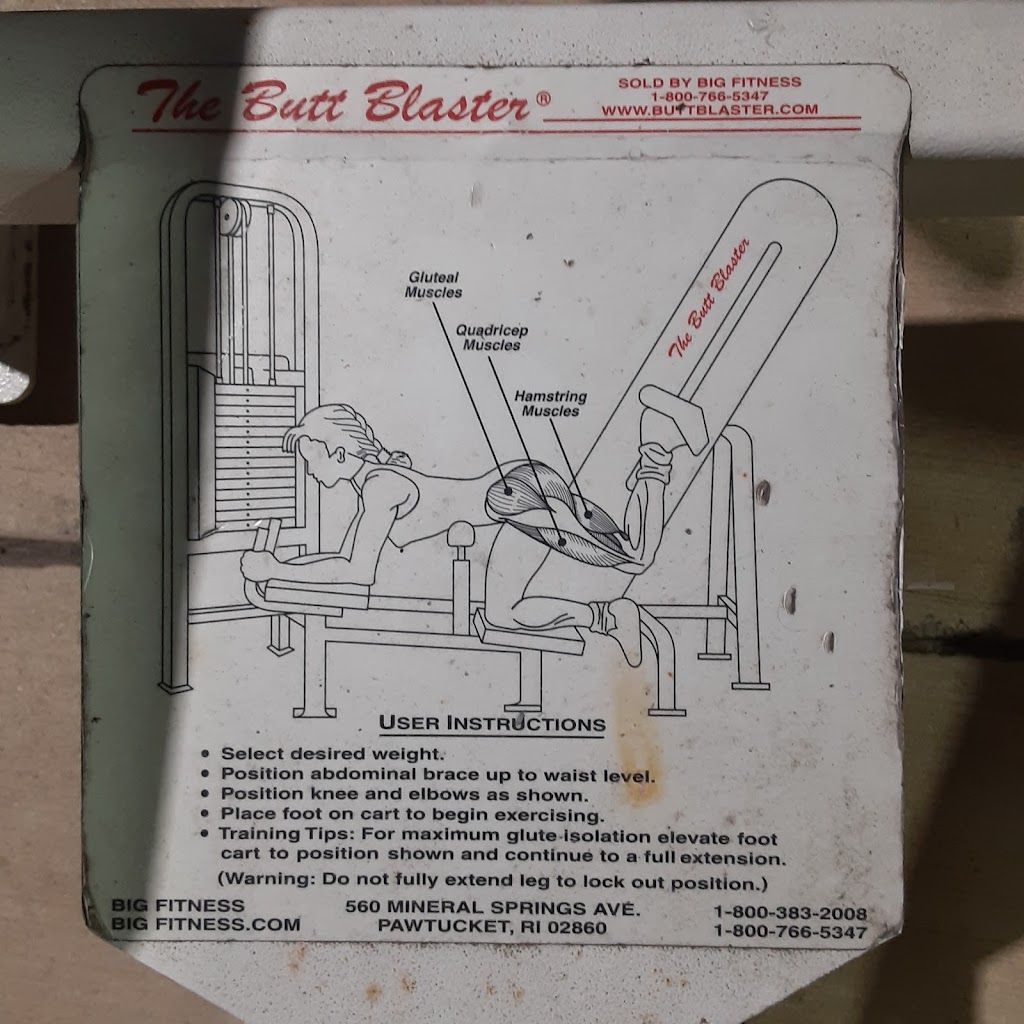 The Butt Blaster®
SOLD BY BIG FITNESS
1-800-766-5347
WWW.BUTTBLASTER.COM
Gluteal
Muscles
Quadricep
Muscles
Hamstring
Muscles
The Butt Blaster
USER INSTRUCTIONS
• Select desired weight.
• Position abdominal brace up to waist level.
• Position knee and elbows as shown.
• Place foot on cart to begin exercising.
• Training Tips: For maximum glute isolation elevate foot
cart to position shown and continue to a full extension.
(Warning: Do not fully extend leg to lock out position.)
BIG FITNESS
BIG FITNESS.COM
560 MINERAL SPRINGS AVE.
PAWTUCKET, RI 02860
1-800-383-2008
1-800-766-5347